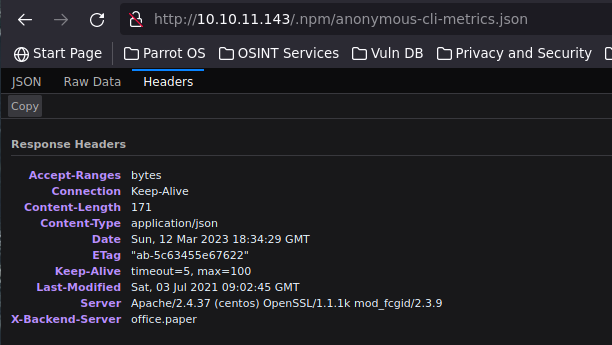 http://10.10.11.143/.npm/anonymous-cli-metrics.json
Start Page Parrot OS OSINT Services Vuln DB Privacy and Security
JSON Raw Data Headers
Copy
Response Headers
Accept-Ranges bytes
Connection Keep-Alive
Content-Length 171
Content-Type application/json
Date Sun, 12 Mar 2023 18:34:29 GMT
ETag "ab-5c63455e67622"
Keep-Alive timeout=5, max=100
Last-Modified Sat, 03 Jul 2021 09:02:45 GMT
Server Apache/2.4.37 (centos) OpenSSL/1.1.1k mod_fcgid/2.3.9
X-Backend-Server office.paper